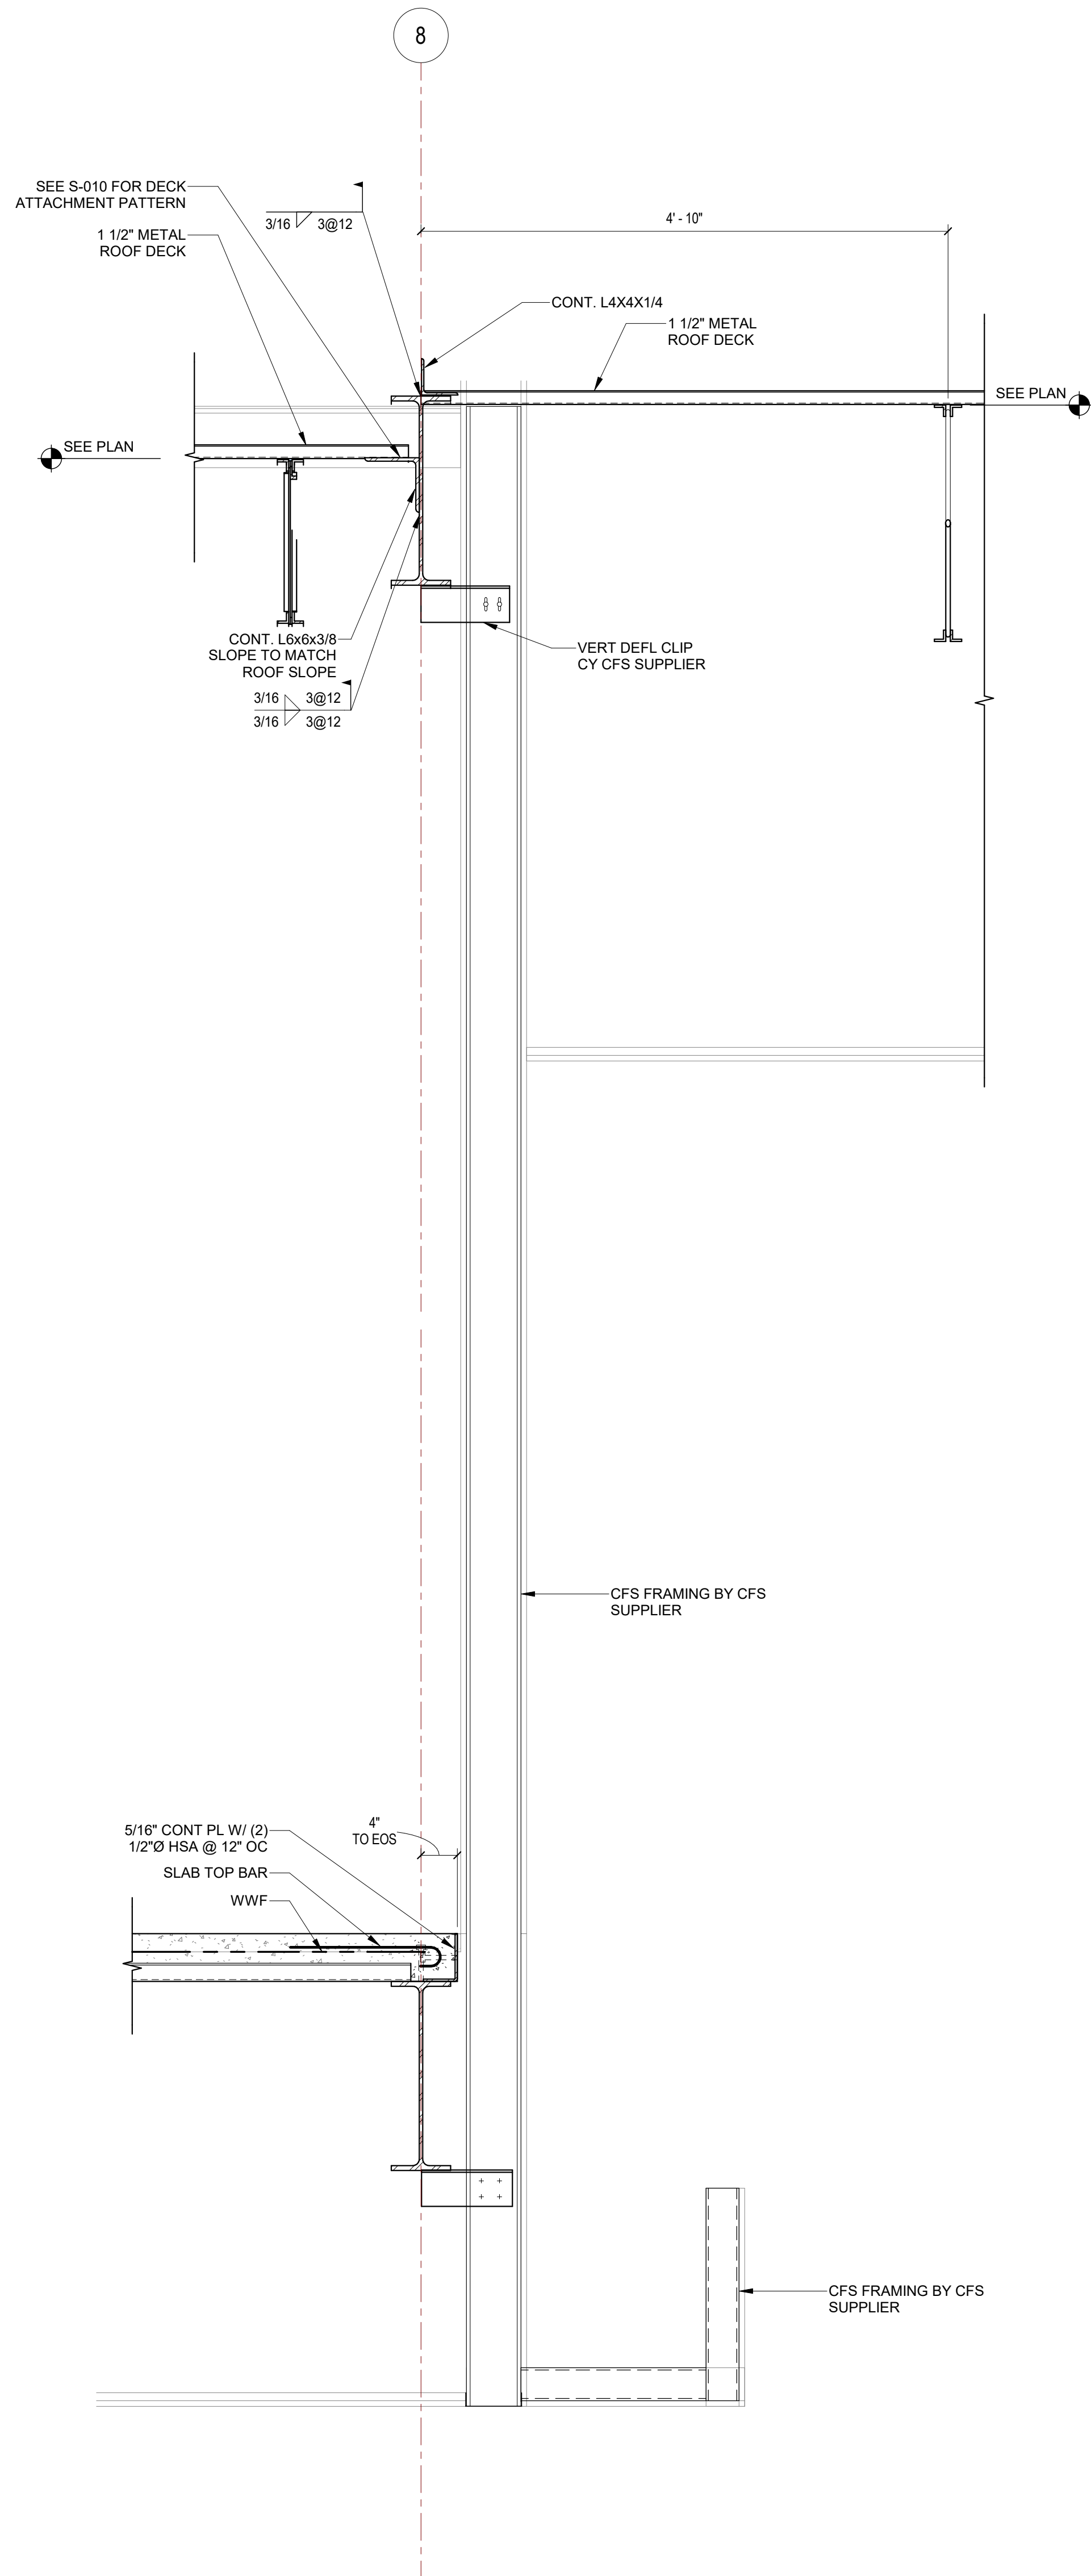 8
SEE S-010 FOR DECK
ATTACHMENT PATTERN
3/16 3@12
4' - 10"
1 1/2" METAL
ROOF DECK
CONT. L4X4X1/4
1 1/2" METAL
ROOF DECK
SEE PLAN
SEE PLAN
CONT. L6x6x3/8
SLOPE TO MATCH
ROOF SLOPE
VERT DEFL CLIP
CY CFS SUPPLIER
3/16 3@12
3/16 3@12
CFS FRAMING BY CFS
SUPPLIER
4"
TO EOS
5/16" CONT PL W/ (2)
1/2"Ø HSA @ 12" OC
SLAB TOP BAR
WWF
CFS FRAMING BY CFS
SUPPLIER